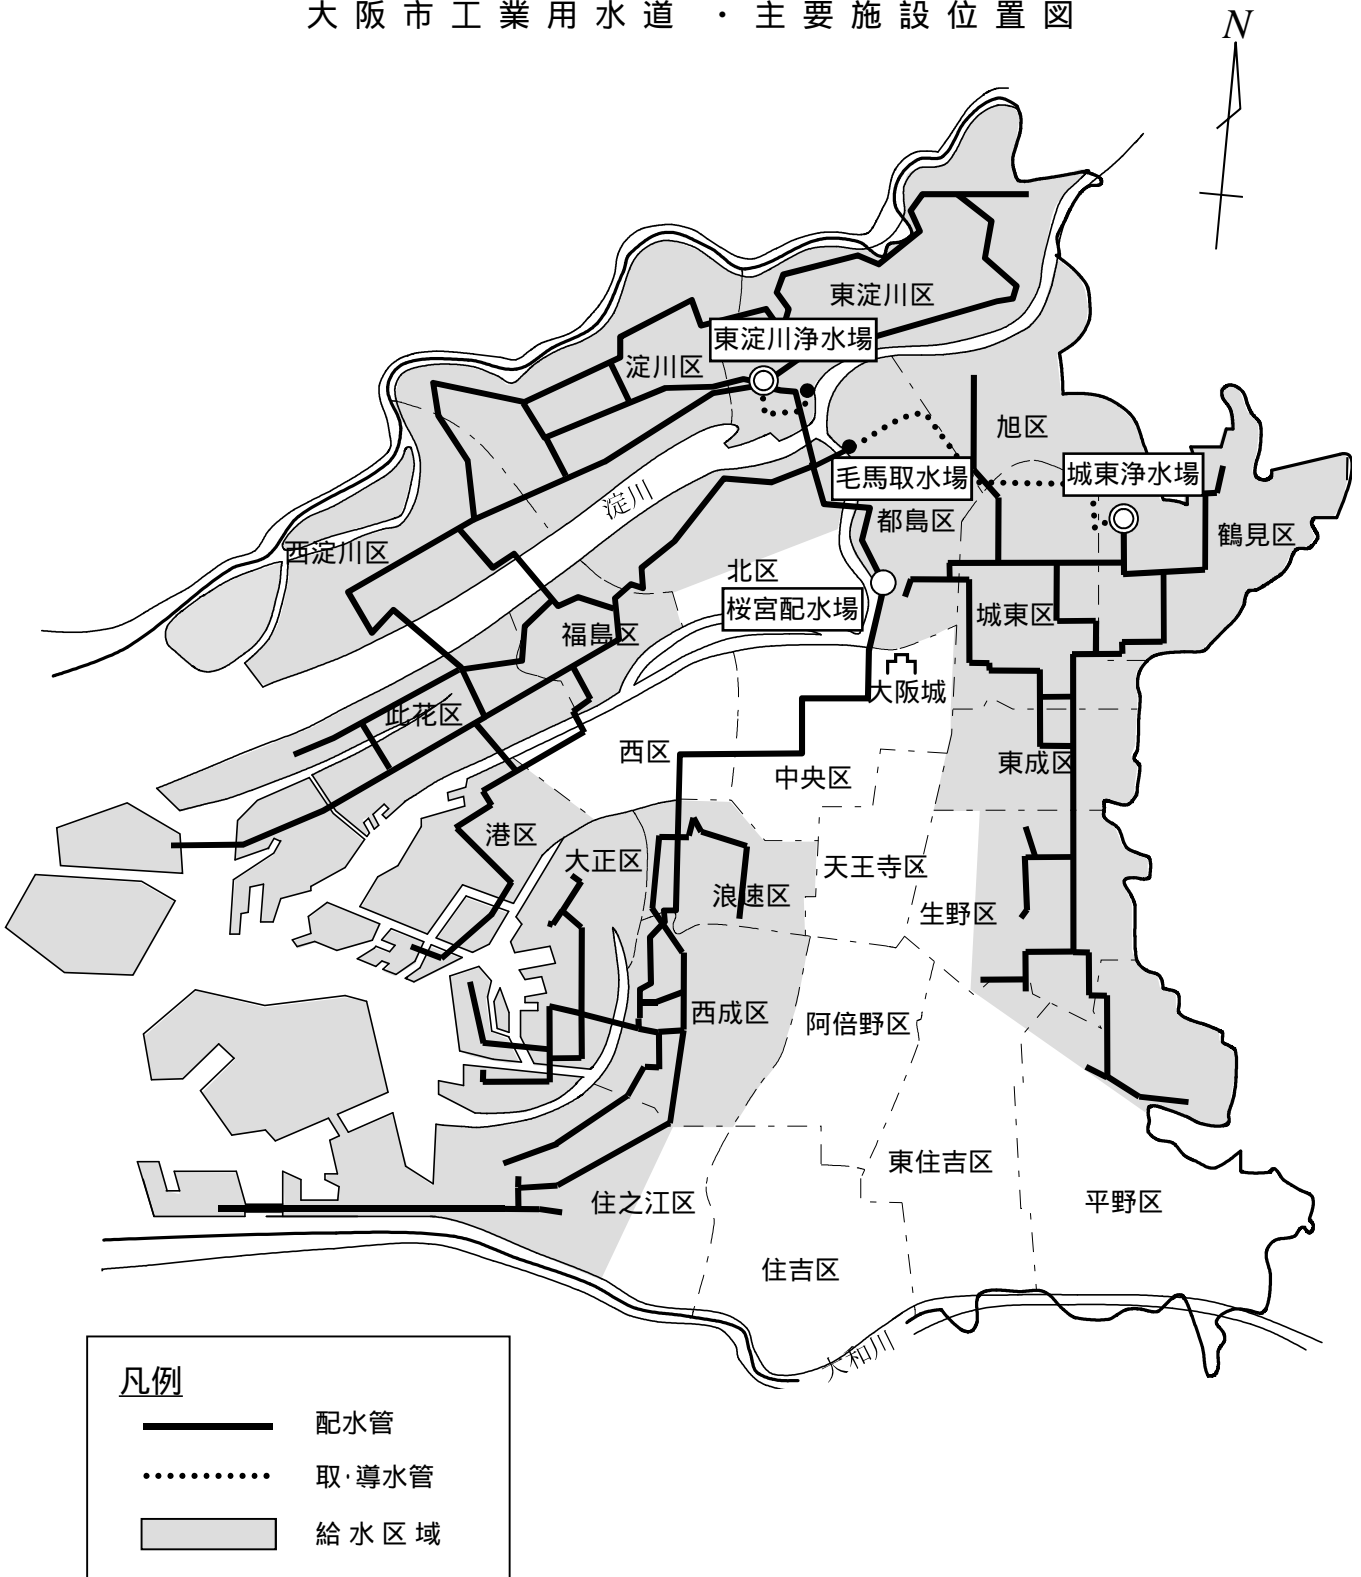 大阪市工業用水道・主要施設位置図
N
東淀川区
東淀川浄水場
淀川区
旭区
毛馬取水場
城東浄水場
淀川
都島区
鶴見区
西淀川区
北区
桜宮配水場
城東区
福島区
大阪城
此花区
西区
中央区
東成区
港区
大正区
天王寺区
浪速区
生野区
西成区
阿倍野区
東住吉区
住之江区
平野区
住吉区
大和川
凡例
配水管
取・導水管
給水区域